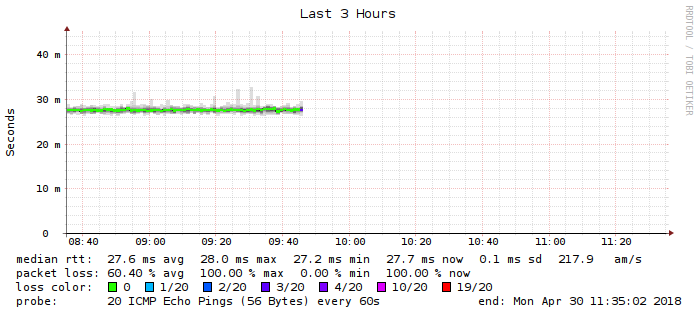 Last 3 Hours
RRDTOOL / TOBI OETIKER
Seconds
40 m
30 m
20 m
10 m
0
08:40 09:00 09:20 09:40 10:00 10:20 10:40 11:00 11:20
median rtt: 27.6 ms avg 28.0 ms max 27.2 ms min 27.7 ms now 0.1 ms sd 217.9 am/s
packet loss: 60.40 % avg 100.00 % max 0.00 % min 100.00 % now
loss color: 0 1/20 2/20 3/20 4/20 10/20 19/20
probe: 20 ICMP Echo Pings (56 Bytes) every 60s end: Mon Apr 30 11:35:02 2018